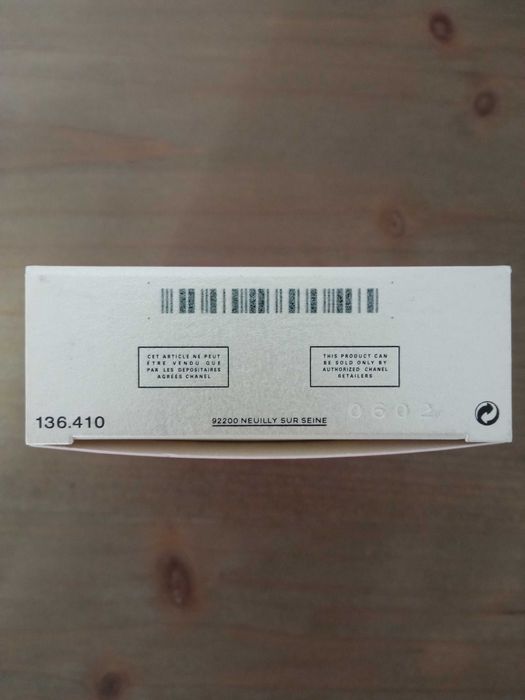 CET ARTICLE NE PEUT
ÊTRE VENDU QUE
PAR LES DEPOSITAIRES
AGRÉÉS CHANEL
THIS PRODUCT CAN
BE SOLD ONLY BY
AUTHORIZED CHANEL
RETAILERS
136.410
92200 NEUILLY SUR SEINE
0602